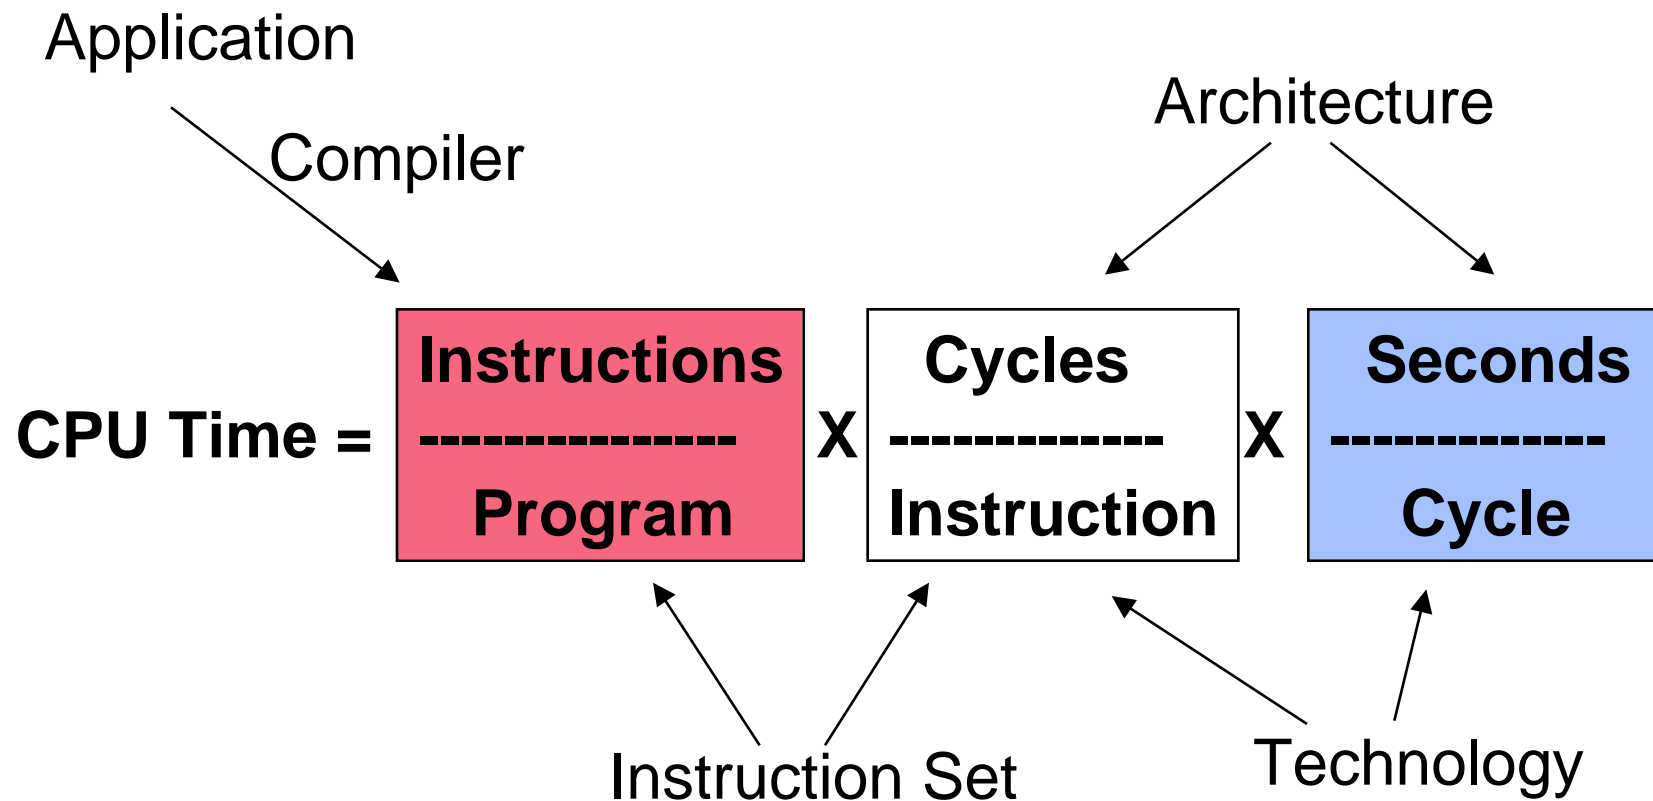 Application
Architecture
Compiler
Instructions Cycles Seconds
CPU Time = --------------- X ------------- X -------------
Program Instruction Cycle
Instruction Set
Technology